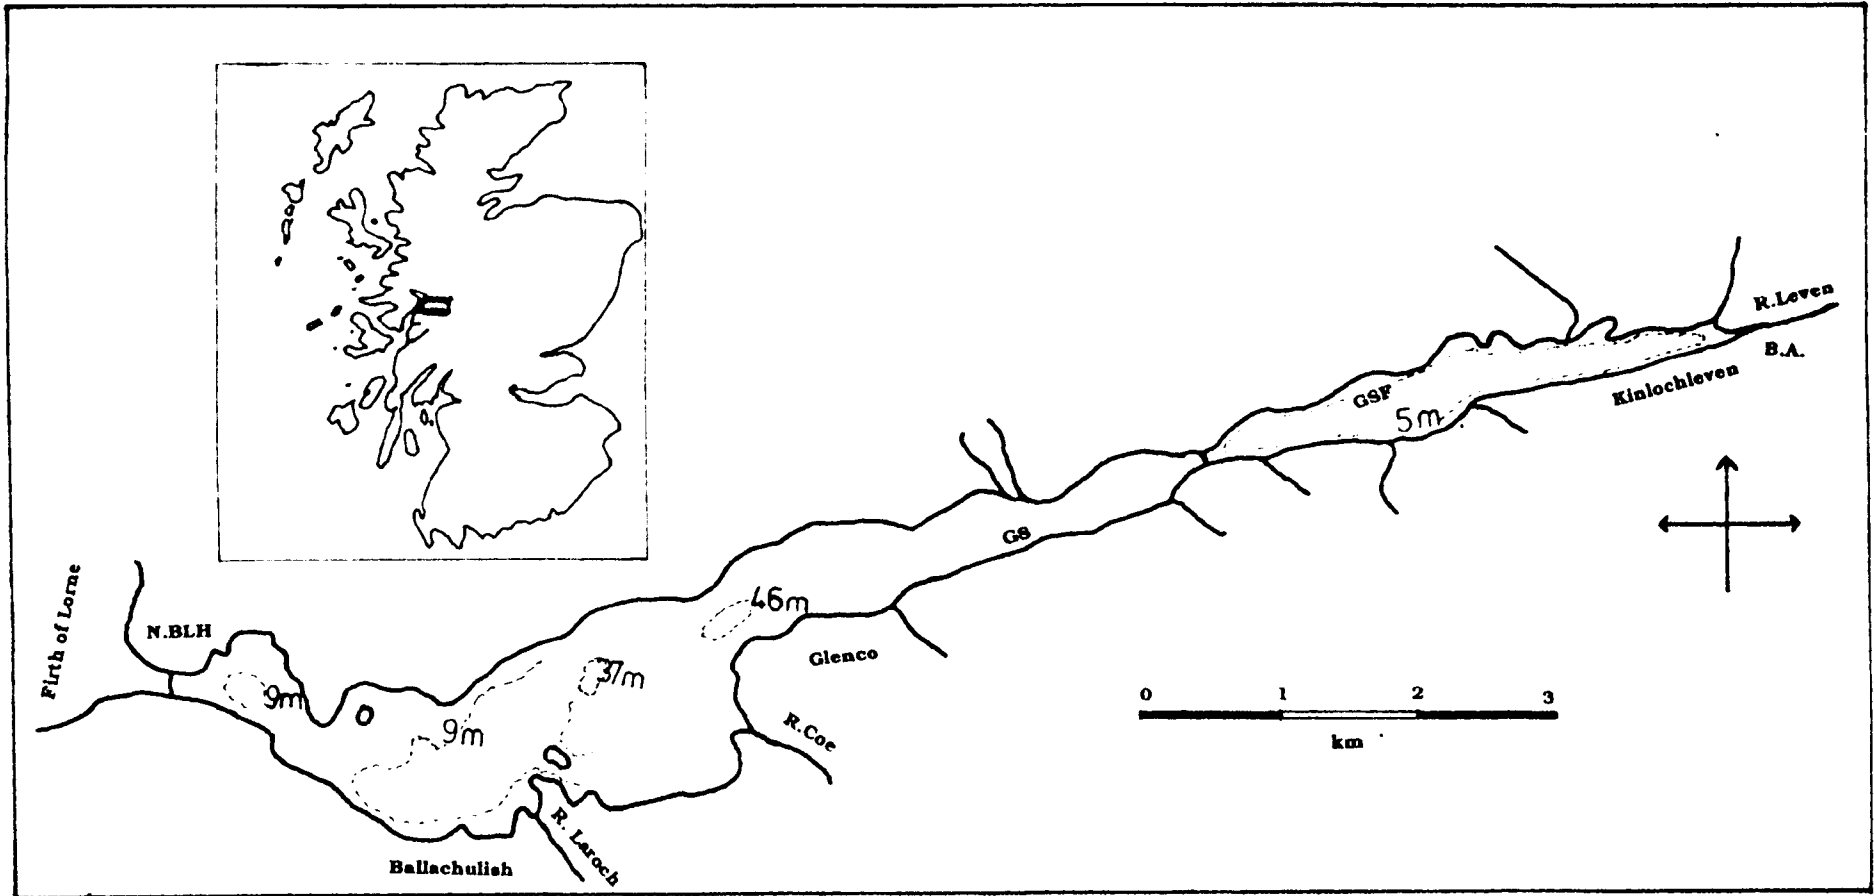 R.Leven
B.A.
Kinlochleven
GSF
5m
GS
46m
Firth of Lorne
N.BLH
Glenco
37m
9m
9m
R.Coe
0 1 2 3
km
R. Laroch
Ballachulish